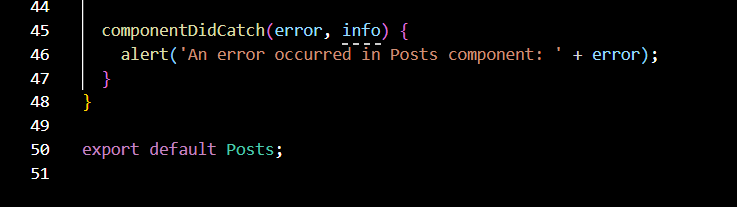 44
45 componentDidCatch(error, info) {
46 alert('An error occurred in Posts component: ' + error);
47 }
48 }
49
50 export default Posts;
51